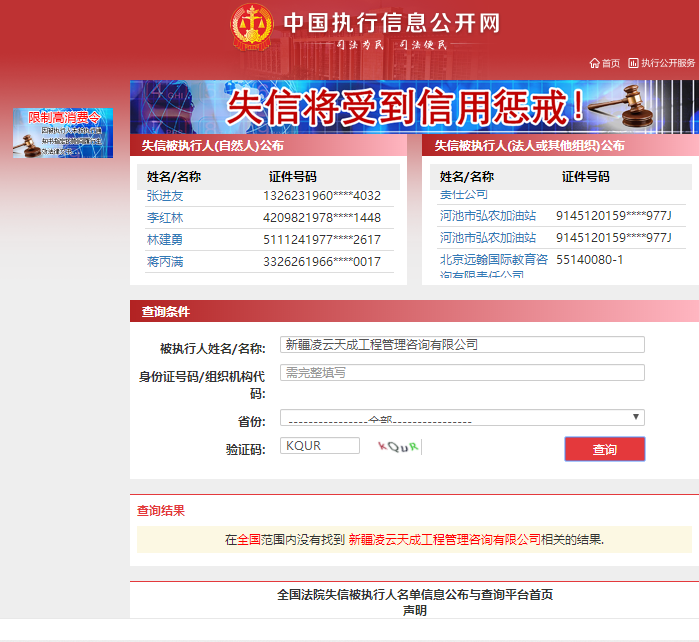 中国执行信息公开网
司法为民 司法便民
首页 执行公开服务
限制高消费令
失信将受到信用惩戒!
失信被执行人(自然人)公布
姓名/名称 证件号码
张进友 1326231960****4032
李红林 4209821978****1448
林建勇 5111241977****2617
蒋丙满 3326261966****0017
失信被执行人(法人或其他组织)公布
姓名/名称 证件号码
责任公司
河池市弘农加油站 9145120159****977J
河池市弘农加油站 9145120159****977J
北京远翰国际教育咨 55140080-1
询有限责任公司
查询条件
被执行人姓名/名称: 新疆凌云天成工程管理咨询有限公司
身份证号码/组织机构代 需完整填写
码:
省份: ----------------全部----------------
验证码: KQUR KQUR 查询
查询结果
在全国范围内没有找到 新疆凌云天成工程管理咨询有限公司相关的结果.
全国法院失信被执行人名单信息公布与查询平台首页
声明